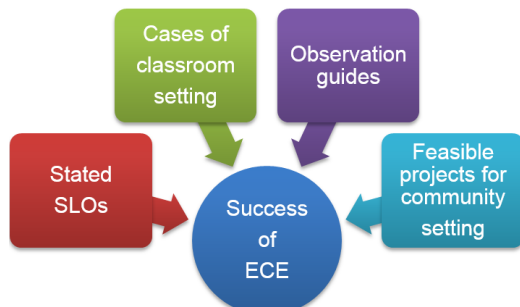 Cases of
classroom
setting
Observation
guides
Stated
SLOs
Feasible
projects for
community
setting
Success
of
ECE